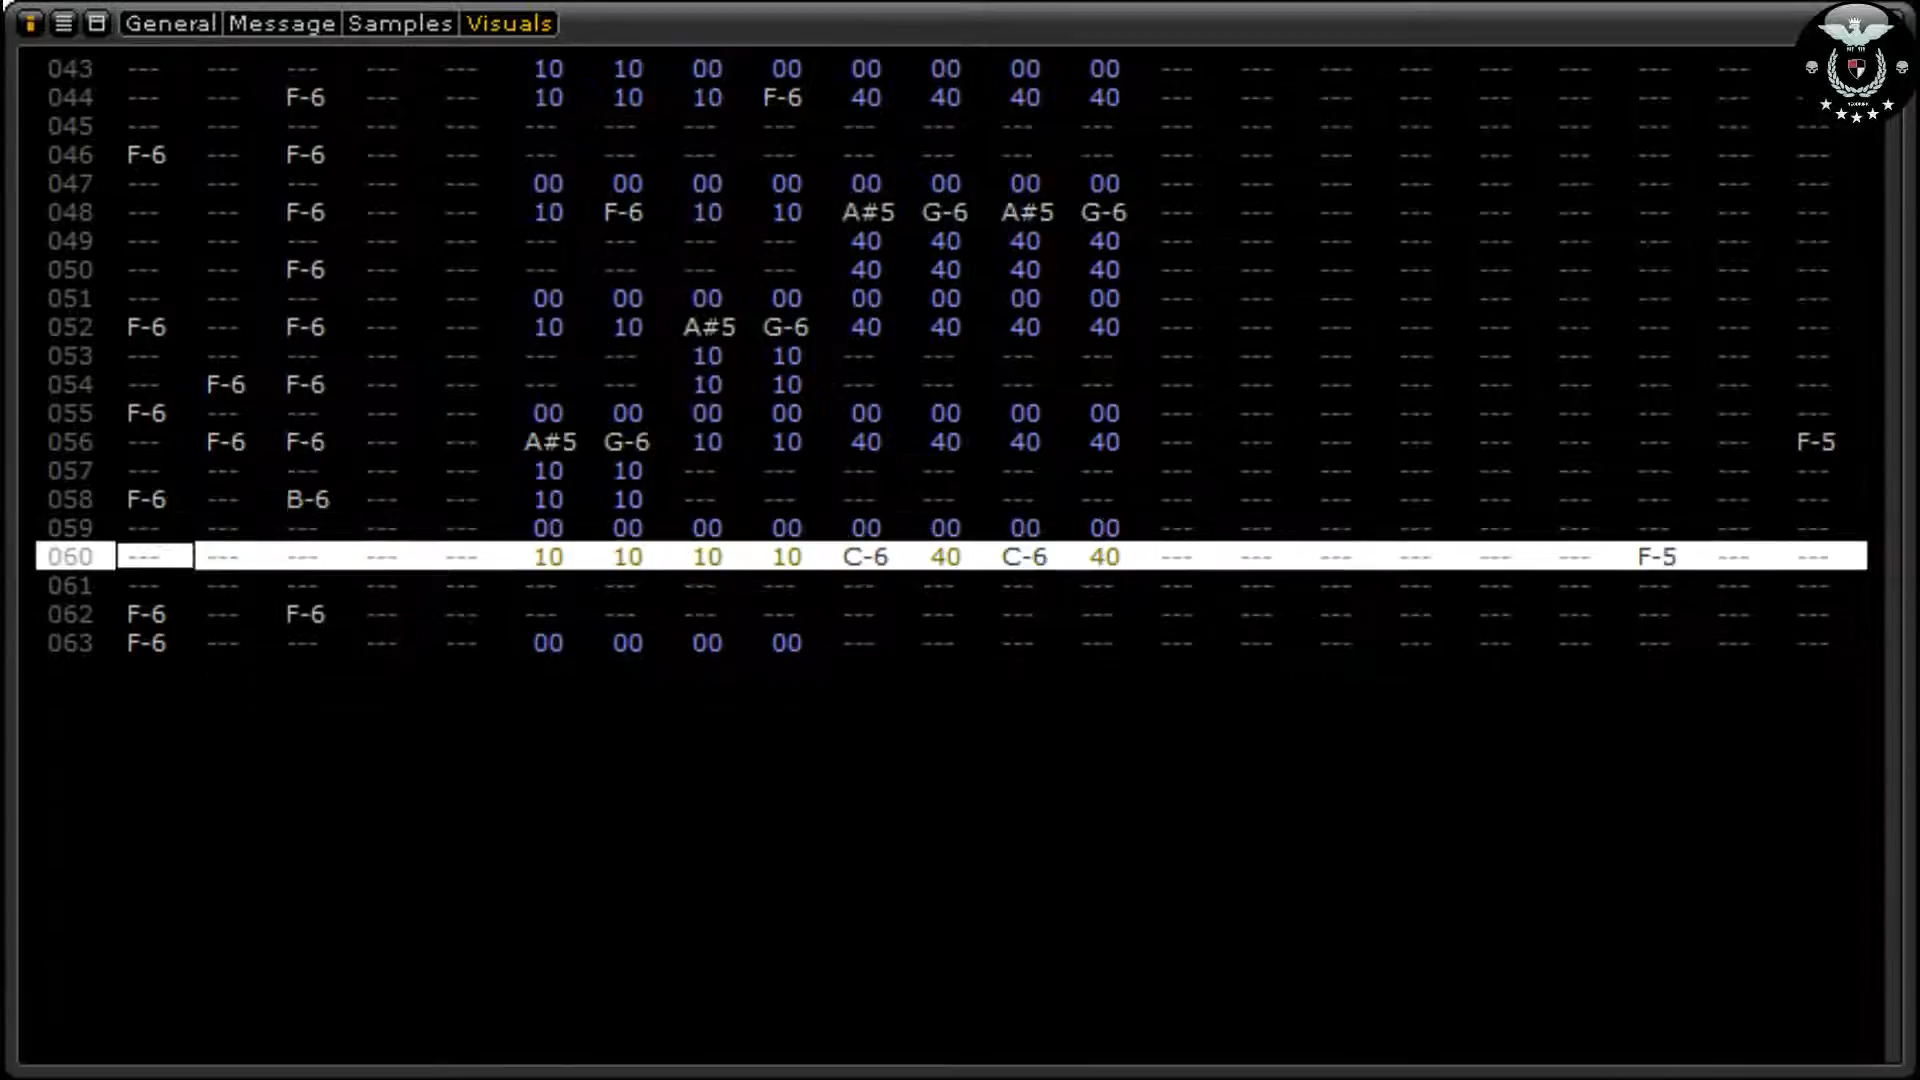 General Message Samples Visuals
043 --- --- --- --- --- 10 10 00 00 00 00 00 00 --- --- --- --- --- --- --- --- ---
044 --- --- F-6 --- --- 10 10 10 F-6 40 40 40 40 --- --- --- --- --- --- --- --- ---
045 --- --- --- --- --- --- --- --- --- --- --- --- --- --- --- --- --- --- --- --- --- ---
046 F-6 --- F-6 --- --- --- --- --- --- --- --- --- --- --- --- --- --- --- --- --- --- ---
047 --- --- --- --- --- 00 00 00 00 00 00 00 00 --- --- --- --- --- --- --- --- ---
048 --- --- F-6 --- --- 10 F-6 10 10 A#5 G-6 A#5 G-6 --- --- --- --- --- --- --- --- ---
049 --- --- --- --- --- --- --- --- --- 40 40 40 40 --- --- --- --- --- --- --- --- ---
050 --- --- F-6 --- --- --- --- --- --- 40 40 40 40 --- --- --- --- --- --- --- --- ---
051 --- --- --- --- --- 00 00 00 00 00 00 00 00 --- --- --- --- --- --- --- --- ---
052 F-6 --- F-6 --- --- 10 10 A#5 G-6 40 40 40 40 --- --- --- --- --- --- --- --- ---
053 --- --- --- --- --- --- --- 10 10 --- --- --- --- --- --- --- --- --- --- --- --- ---
054 --- F-6 F-6 --- --- --- --- 10 10 --- --- --- --- --- --- --- --- --- --- --- --- ---
055 F-6 --- --- --- --- 00 00 00 00 00 00 00 00 --- --- --- --- --- --- --- --- ---
056 --- F-6 F-6 --- --- A#5 G-6 10 10 40 40 40 40 --- --- --- --- --- --- --- --- F-5
057 --- --- --- --- --- 10 10 --- --- --- --- --- --- --- --- --- --- --- --- --- --- ---
058 F-6 --- B-6 --- --- 10 10 --- --- --- --- --- --- --- --- --- --- --- --- --- --- ---
059 --- --- --- --- --- 00 00 00 00 00 00 00 00 --- --- --- --- --- --- --- --- ---
060 --- --- --- --- --- 10 10 10 10 C-6 40 C-6 40 --- --- --- --- --- --- F-5 --- ---
061 --- --- --- --- --- --- --- --- --- --- --- --- --- --- --- --- --- --- --- --- --- ---
062 F-6 --- F-6 --- --- --- --- --- --- --- --- --- --- --- --- --- --- --- --- --- --- ---
063 F-6 --- --- --- --- 00 00 00 00 --- --- --- --- --- --- --- --- --- --- --- --- ---